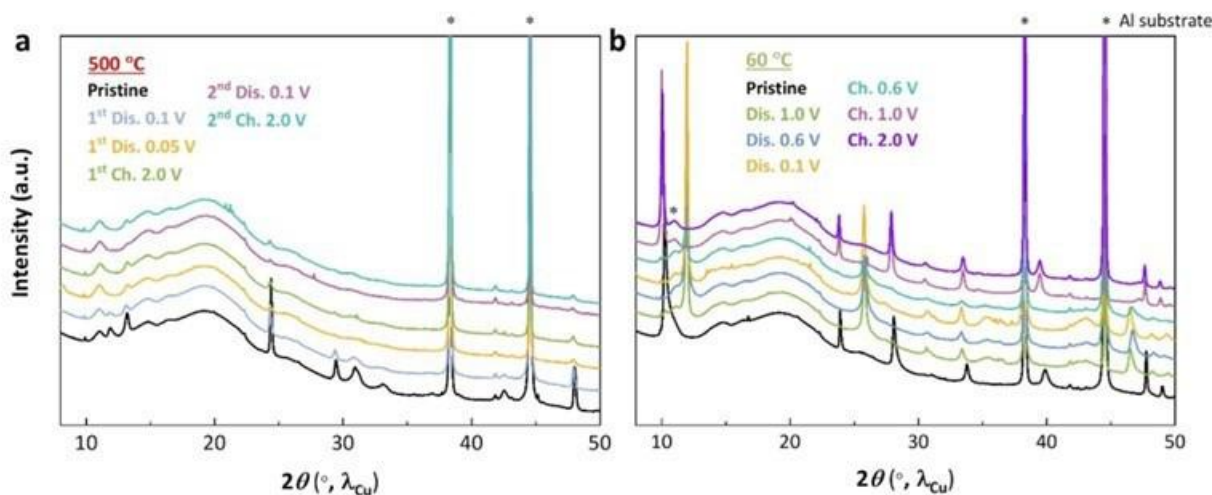 * * * * Al substrate
a
b
500 °C
Pristine 2nd Dis. 0.1 V
1st Dis. 0.1 V 2nd Ch. 2.0 V
1st Dis. 0.05 V
1st Ch. 2.0 V
60 °C
Pristine Ch. 0.6 V
Dis. 1.0 V Ch. 1.0 V
Dis. 0.6 V Ch. 2.0 V
Dis. 0.1 V
*
Intensity (a.u.)
10 20 30 40 50
10 20 30 40 50
2θ (°, λCu)
2θ (°, λCu)